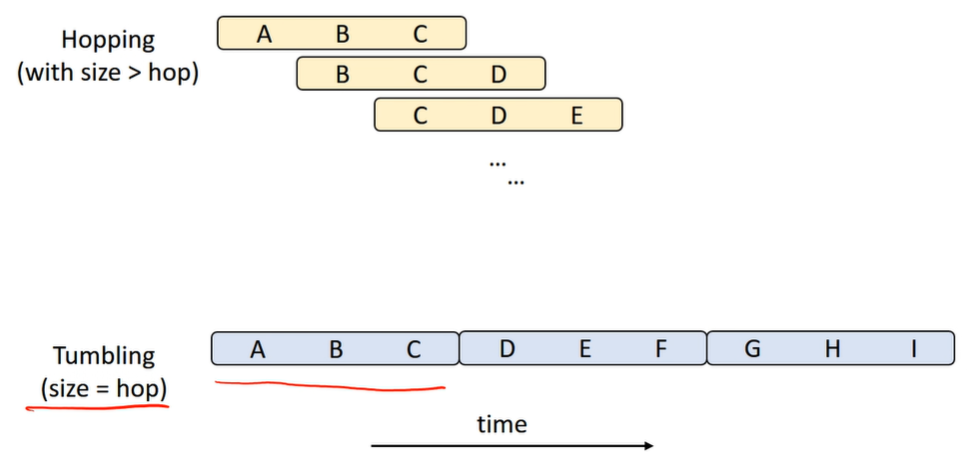 Hopping
(with size > hop)
A B C
B C D
C D E
...
...
Tumbling
(size = hop)
A B C D E F G H I
time